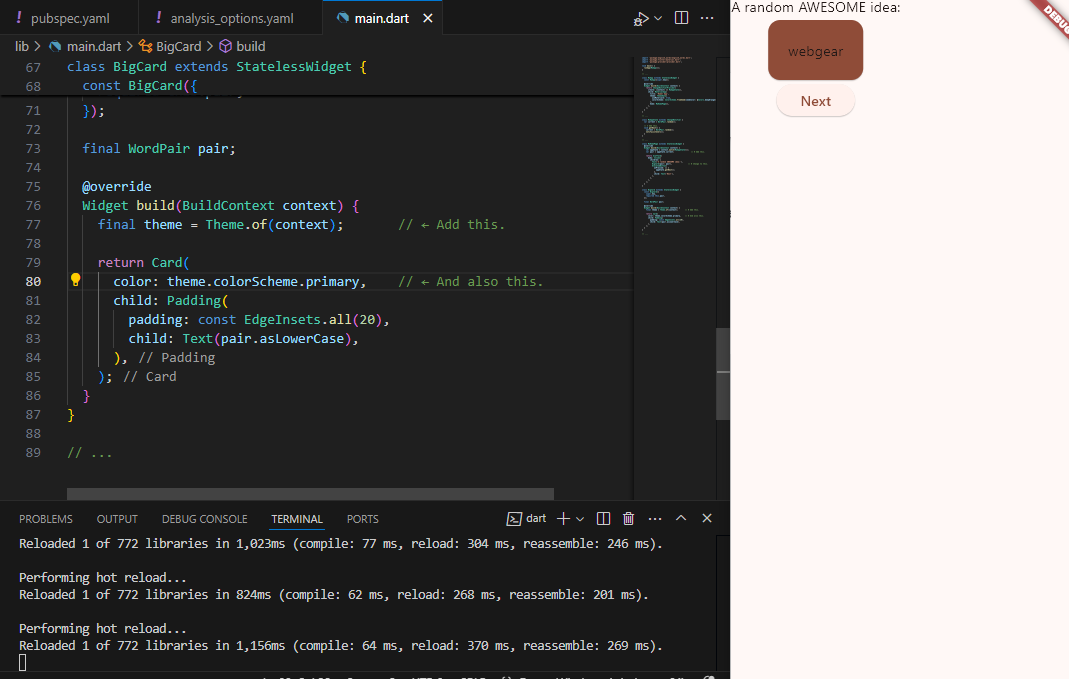 ! pubspec.yaml
! analysis_options.yaml
main.dart
lib > main.dart > BigCard > build
67 class BigCard extends StatelessWidget {
68 const BigCard({
71 });
72
73 final WordPair pair;
74
75 @override
76 Widget build(BuildContext context) {
77 final theme = Theme.of(context); // ← Add this.
78
79 return Card(
80 color: theme.colorScheme.primary, // ← And also this.
81 child: Padding(
82 padding: const EdgeInsets.all(20),
83 child: Text(pair.asLowerCase),
84 ), // Padding
85 ); // Card
86 }
87 }
88
89 // ...
PROBLEMS OUTPUT DEBUG CONSOLE TERMINAL PORTS
dart
Reloaded 1 of 772 libraries in 1,023ms (compile: 77 ms, reload: 304 ms, reassemble: 246 ms).
Performing hot reload...
Reloaded 1 of 772 libraries in 824ms (compile: 62 ms, reload: 268 ms, reassemble: 201 ms).
Performing hot reload...
Reloaded 1 of 772 libraries in 1,156ms (compile: 64 ms, reload: 370 ms, reassemble: 269 ms).
A random AWESOME idea:
webgear
Next